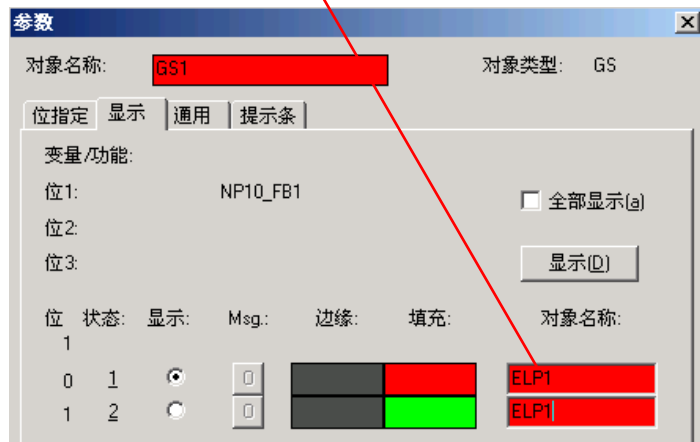 参数
对象名称: GS1 对象类型: GS
位指定 显示 通用 提示条
变量/功能:
位1: NP10_FB1
全部显示(a)
位2:
位3:
显示(D)
位 状态: 显示: Msg.: 边缘: 填充: 对象名称:
1
0 1 0 ELP1
1 2 0 ELP1